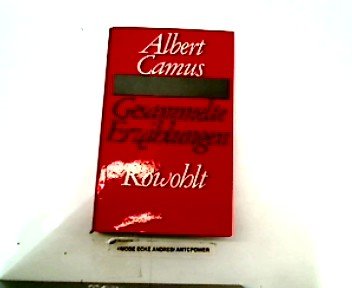 Albert
Camus
Gesammelte
Erzählungen
Rowohlt